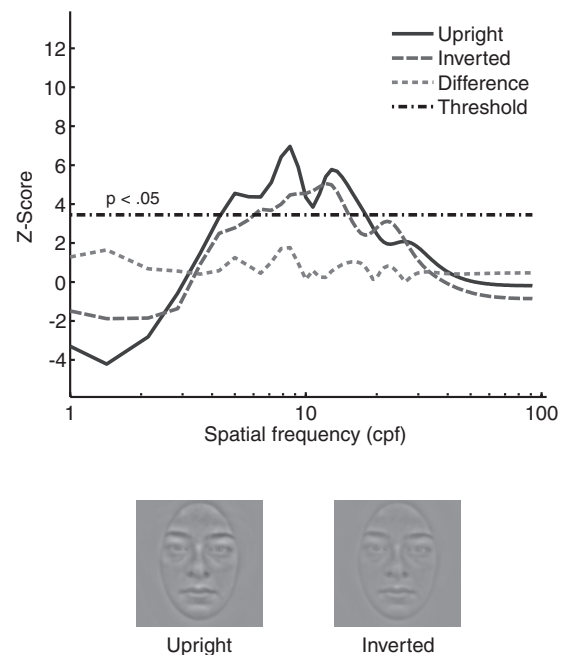 Upright
Inverted
Difference
Threshold
12
10
8
6
4
2
0
-2
-4
Z-Score
p < .05
1
10
100
Spatial frequency (cpf)
Upright
Inverted